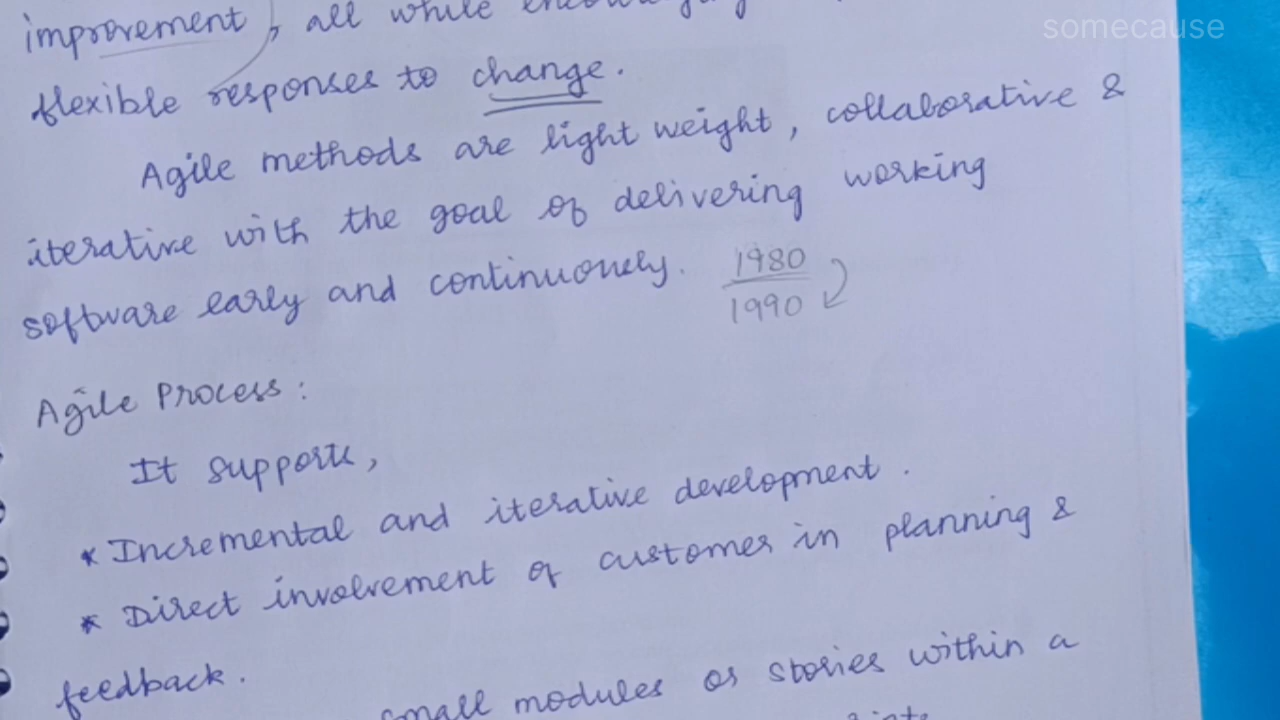 somecause
improvement, all while encouraging
flexible responses to change.
Agile methods are light weight, collaborative &
iterative with the goal of delivering working
software early and continuously. 1980
1990
Agile Process:
It supports,
* Incremental and iterative development.
* Direct involvement of customer in planning &
feedback.
small modules or stories within a